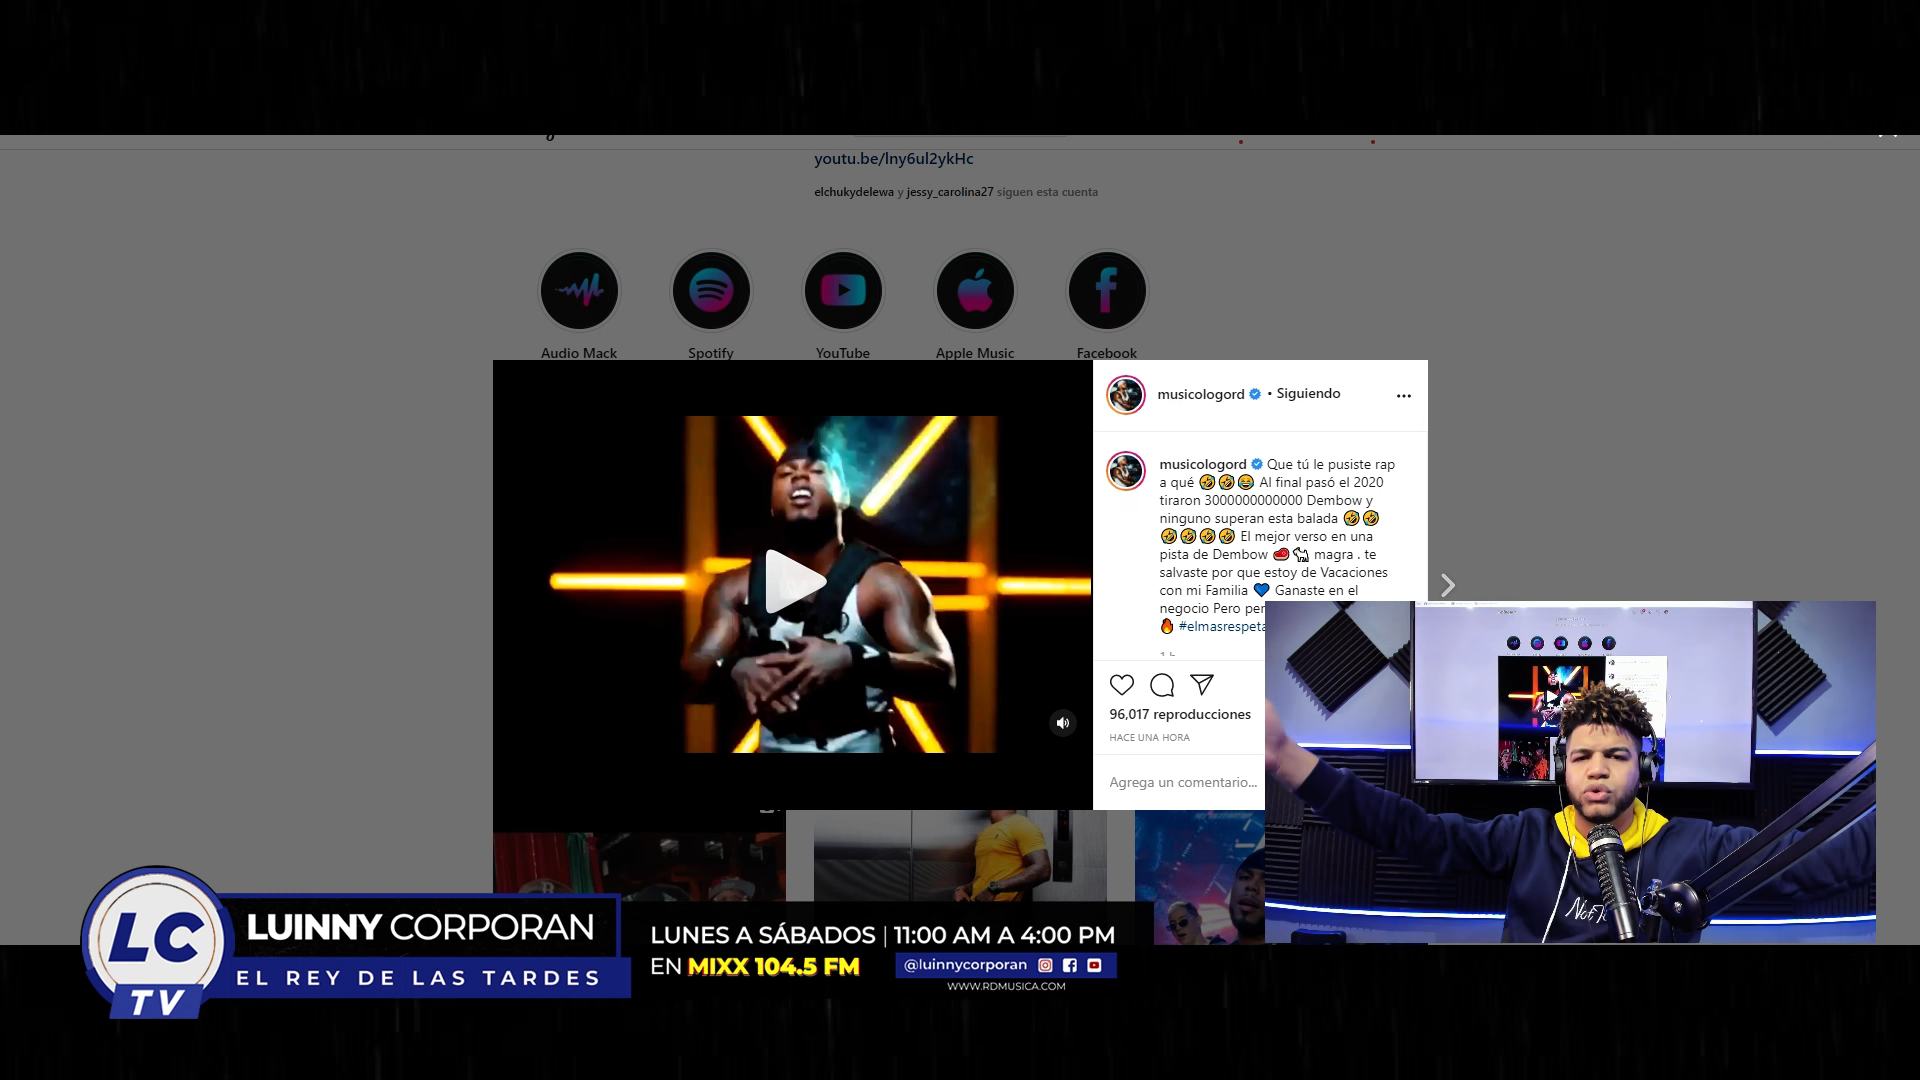 youtu.be/lny6ul2ykHc
elchukydelewa y jessy_carolina27 siguen esta cuenta
Audio Mack
Spotify
YouTube
Apple Music
Facebook
musicologord • Siguiendo
musicologord Que tú le pusiste rap
a qué 🤣🤣😂 Al final pasó el 2020
tiraron 3000000000000 Dembow y
ninguno superan esta balada 🤣🤣
🤣🤣🤣🤣 El mejor verso en una
pista de Dembow 🥩🐐 magra . te
salvaste por que estoy de Vacaciones
con mi Familia 💙 Ganaste en el
negocio Pero per
🔥 #elmasrespeta
96,017 reproducciones
HACE UNA HORA
Agrega un comentario...
LC
TV
LUINNY CORPORAN
EL REY DE LAS TARDES
LUNES A SÁBADOS | 11:00 AM A 4:00 PM
EN MIXX 104.5 FM
@luinnycorporan
WWW.RDMUSICA.COM